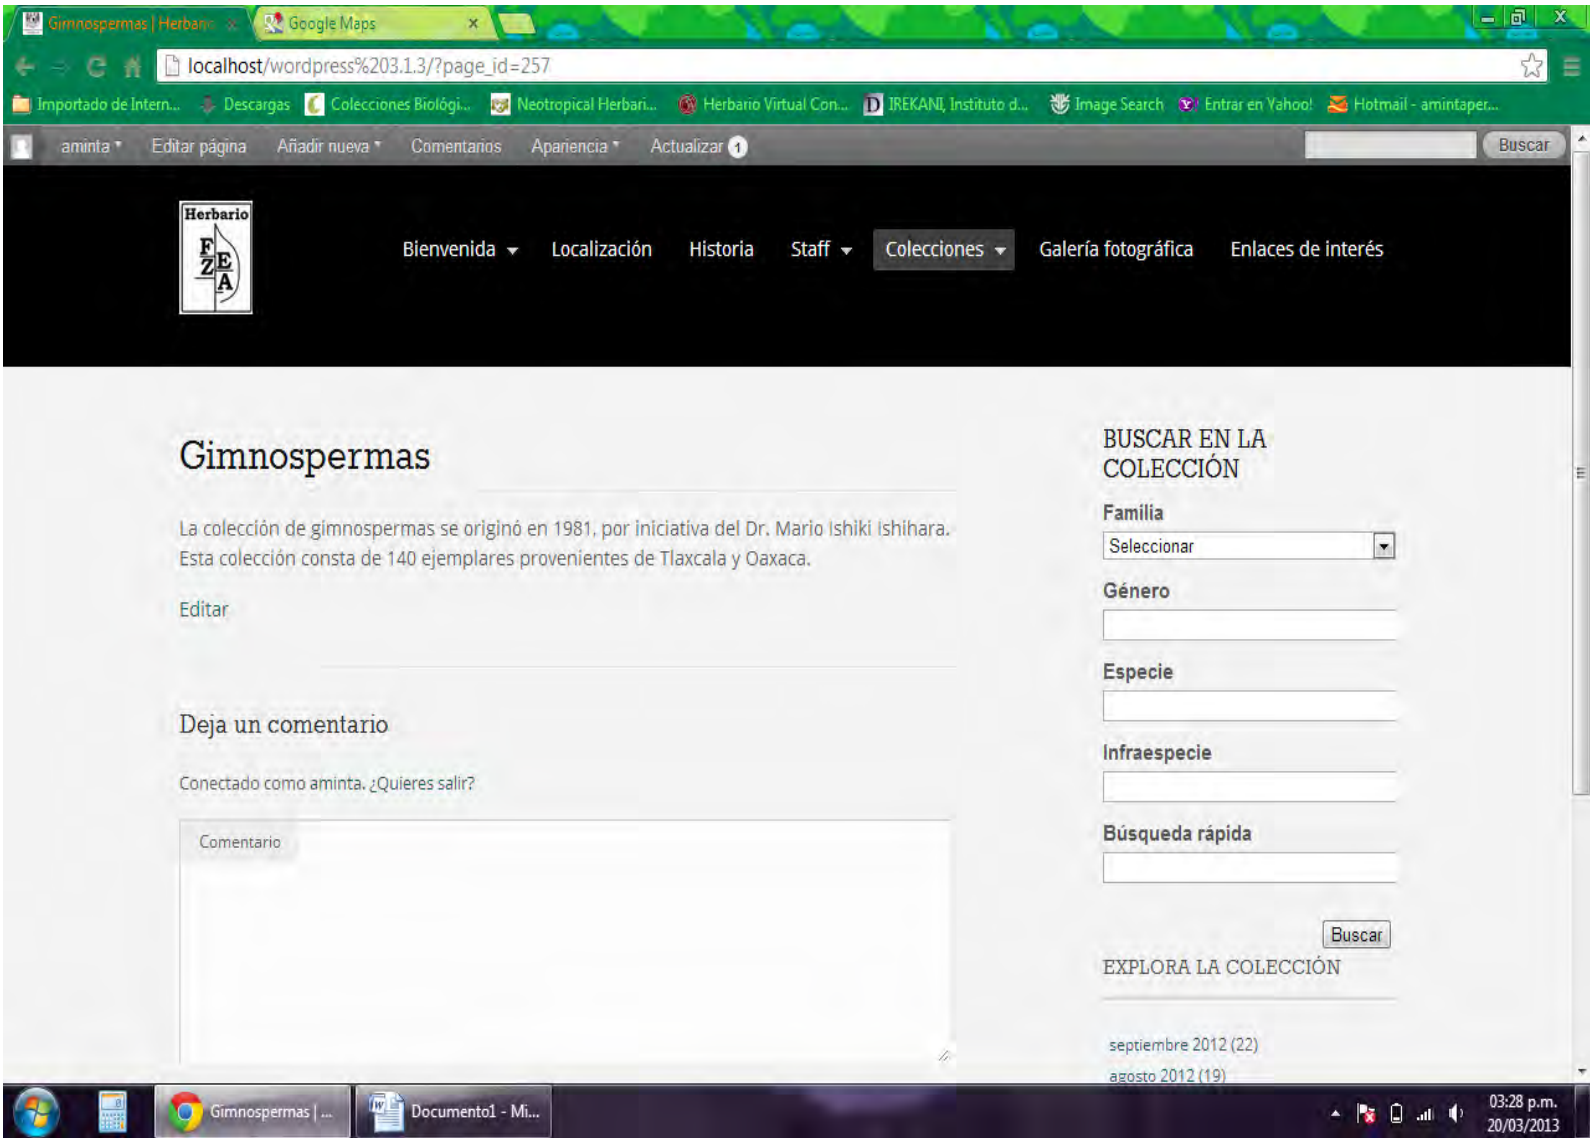 Gimnospermas | Herbario
Google Maps
localhost/wordpress%203.1.3/?page_id=257
Importado de Intern... Descargas Colecciones Biológi... Neotropical Herbari... Herbario Virtual Con... IREKANI, Instituto d... Image Search Entrar en Yahoo! Hotmail - amintaper...
aminta Editar página Añadir nueva Comentarios Apariencia Actualizar 1 Buscar
Herbario
FEZA
Bienvenida Localización Historia Staff Colecciones Galería fotográfica Enlaces de interés
Gimnospermas
La colección de gimnospermas se originó en 1981, por iniciativa del Dr. Mario Ishiki Ishihara.
Esta colección consta de 140 ejemplares provenientes de Tlaxcala y Oaxaca.
Editar
Deja un comentario
Conectado como aminta. ¿Quieres salir?
Comentario
BUSCAR EN LA
COLECCIÓN
Familia
Seleccionar
Género
Especie
Infraespecie
Búsqueda rápida
Buscar
EXPLORA LA COLECCIÓN
septiembre 2012 (22)
agosto 2012 (19)
Gimnospermas | ...
Documento1 - Mi...
03:28 p.m.
20/03/2013